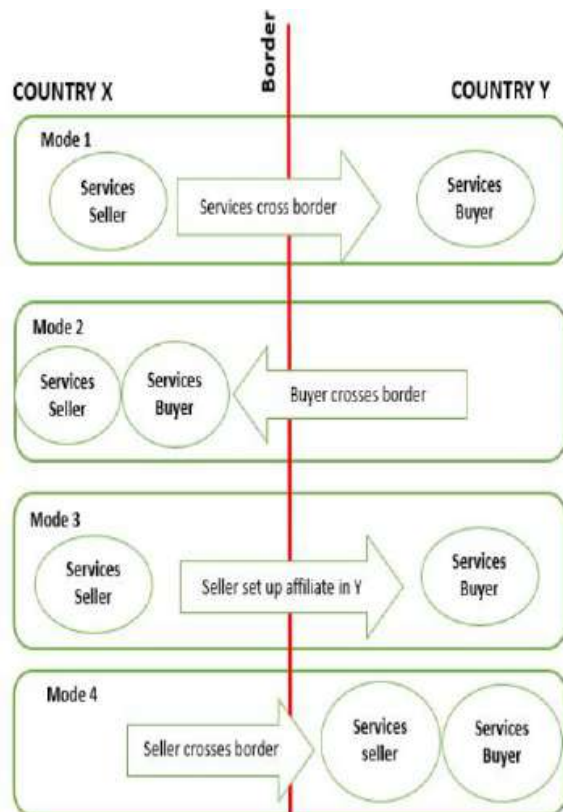 Border
COUNTRY X
COUNTRY Y
Mode 1
Services
Seller
Services cross border
Services
Buyer
Mode 2
Services
Seller
Services
Buyer
Buyer crosses border
Mode 3
Services
Seller
Seller set up affiliate in Y
Services
Buyer
Mode 4
Seller crosses border
Services
seller
Services
Buyer